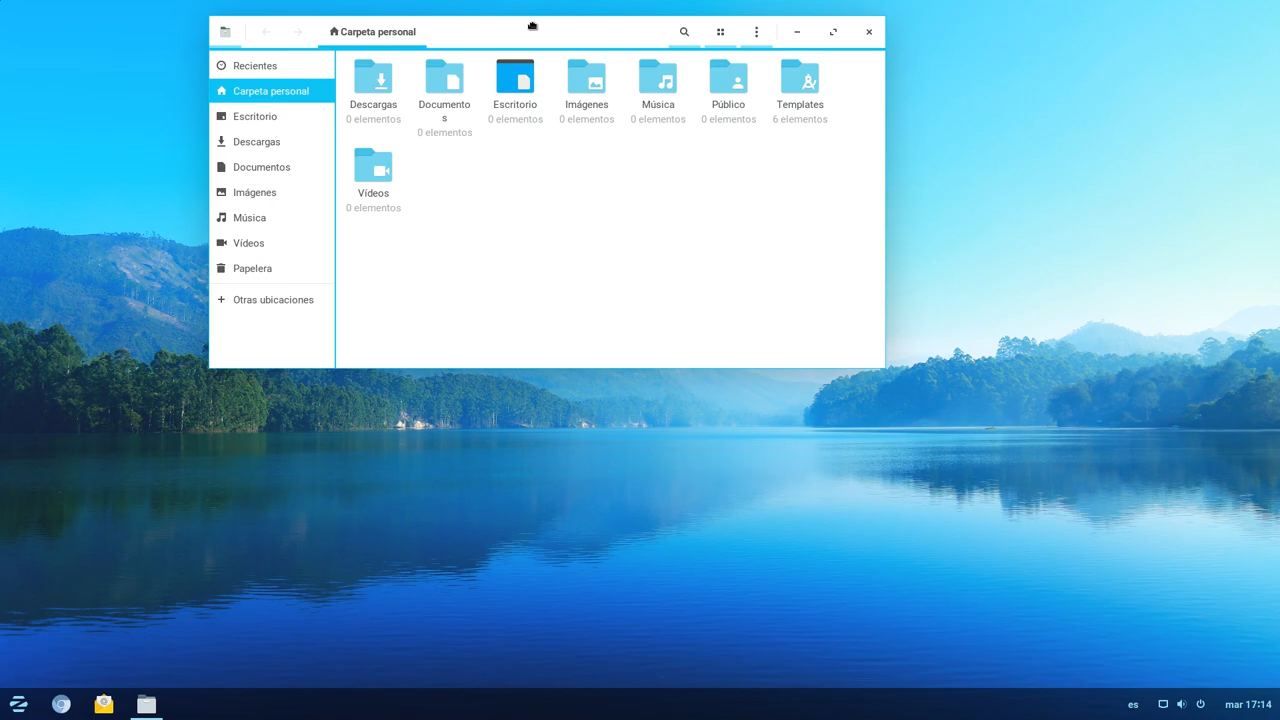 Carpeta personal
Recientes
Carpeta personal
Escritorio
Descargas
Documentos
Imágenes
Música
Vídeos
Papelera
Otras ubicaciones
Descargas
0 elementos
Documento
s
0 elementos
Escritorio
0 elementos
Imágenes
0 elementos
Música
0 elementos
Público
0 elementos
Templates
6 elementos
Vídeos
0 elementos
es
mar 17:14